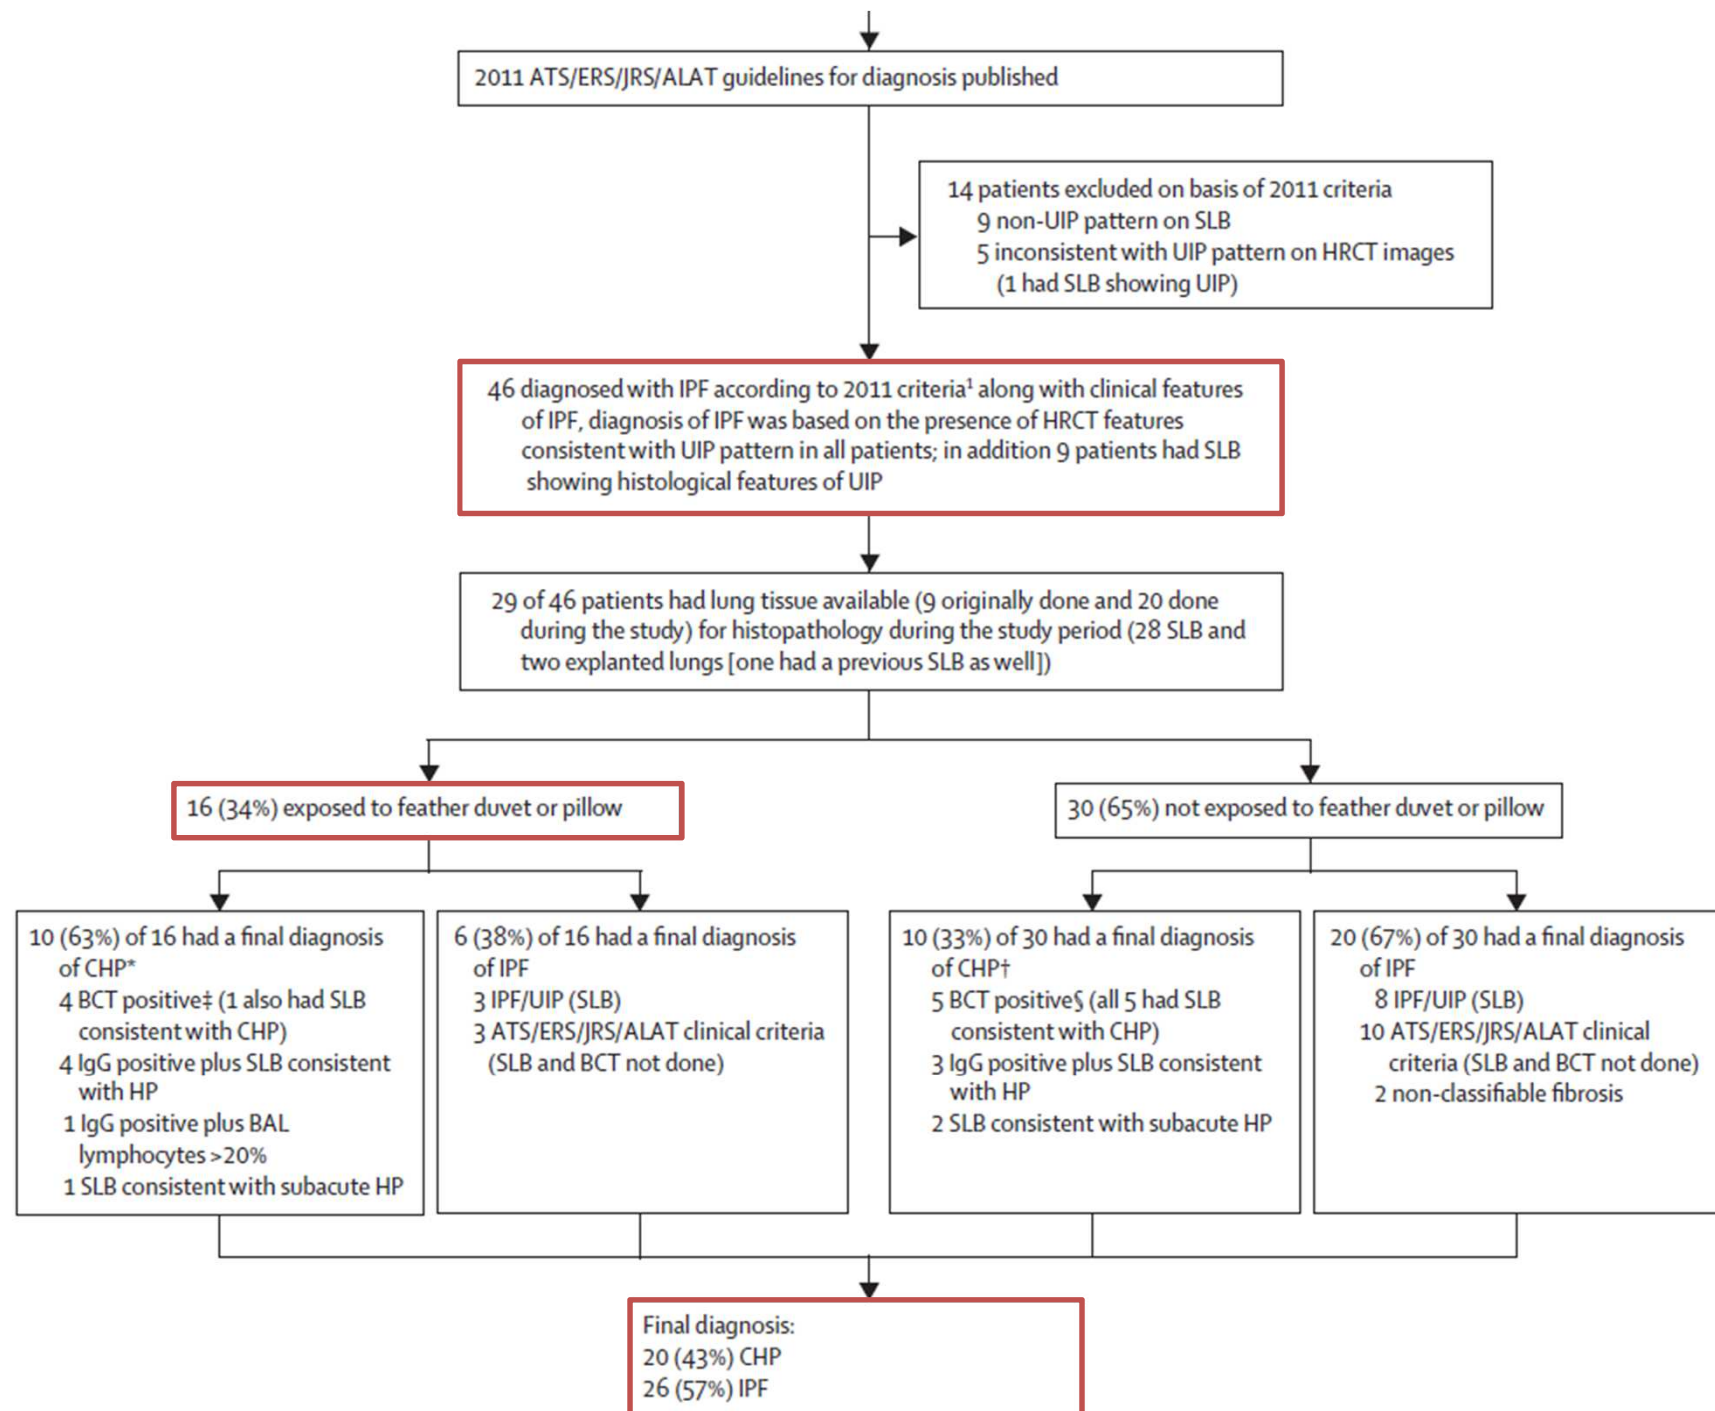 2011 ATS/ERS/JRS/ALAT guidelines for diagnosis published
14 patients excluded on basis of 2011 criteria
9 non-UIP pattern on SLB
5 inconsistent with UIP pattern on HRCT images
(1 had SLB showing UIP)
46 diagnosed with IPF according to 2011 criteria¹ along with clinical features
of IPF, diagnosis of IPF was based on the presence of HRCT features
consistent with UIP pattern in all patients; in addition 9 patients had SLB
showing histological features of UIP
29 of 46 patients had lung tissue available (9 originally done and 20 done
during the study) for histopathology during the study period (28 SLB and
two explanted lungs [one had a previous SLB as well])
16 (34%) exposed to feather duvet or pillow
30 (65%) not exposed to feather duvet or pillow
10 (63%) of 16 had a final diagnosis
of CHP*
4 BCT positive‡ (1 also had SLB
consistent with CHP)
4 IgG positive plus SLB consistent
with HP
1 IgG positive plus BAL
lymphocytes >20%
1 SLB consistent with subacute HP
6 (38%) of 16 had a final diagnosis
of IPF
3 IPF/UIP (SLB)
3 ATS/ERS/JRS/ALAT clinical criteria
(SLB and BCT not done)
10 (33%) of 30 had a final diagnosis
of CHP†
5 BCT positive§ (all 5 had SLB
consistent with CHP)
3 IgG positive plus SLB consistent
with HP
2 SLB consistent with subacute HP
20 (67%) of 30 had a final diagnosis
of IPF
8 IPF/UIP (SLB)
10 ATS/ERS/JRS/ALAT clinical
criteria (SLB and BCT not done)
2 non-classifiable fibrosis
Final diagnosis:
20 (43%) CHP
26 (57%) IPF